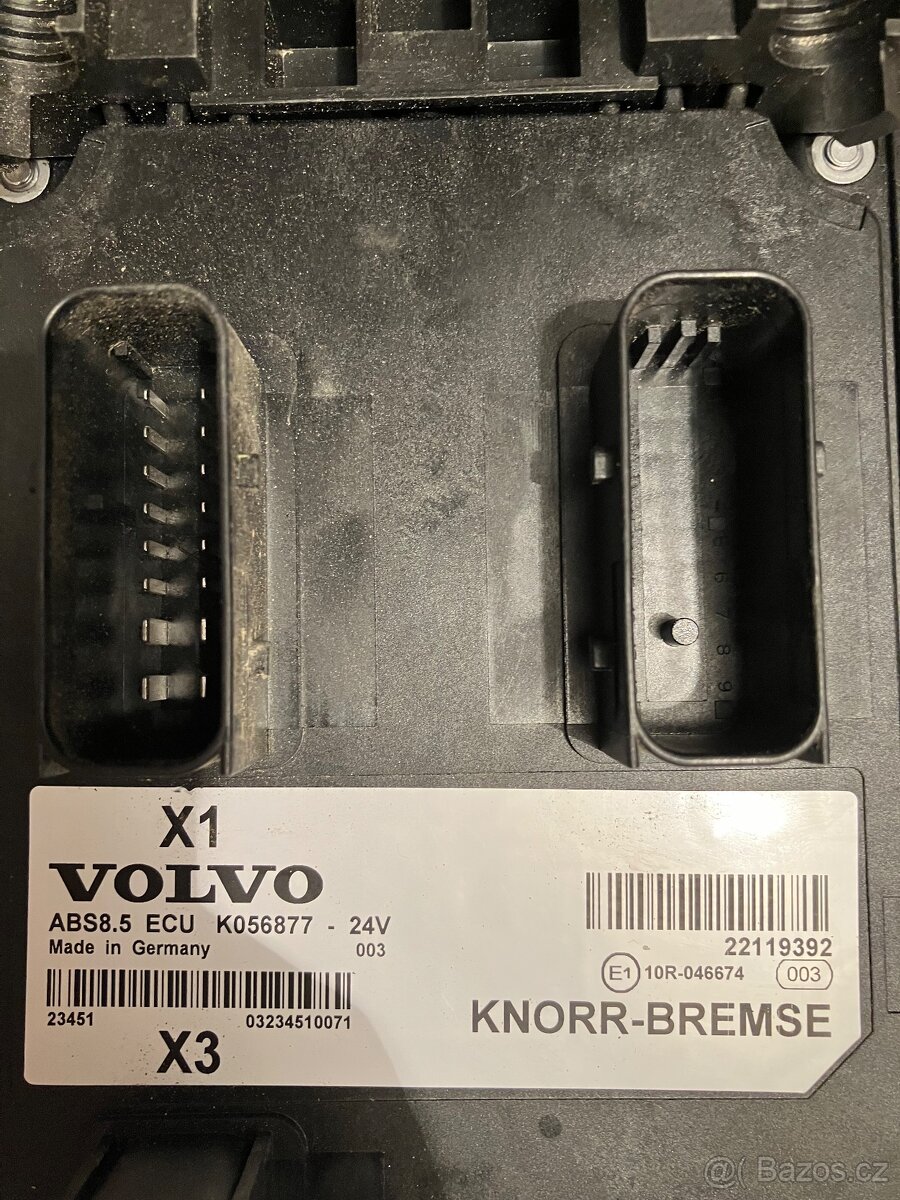 X1
VOLVO
ABS8.5 ECU K056877 - 24V
Made in Germany 003
23451 03234510071
X3
22119392
E1 10R-046674 003
KNORR-BREMSE
@( Bazos.cz